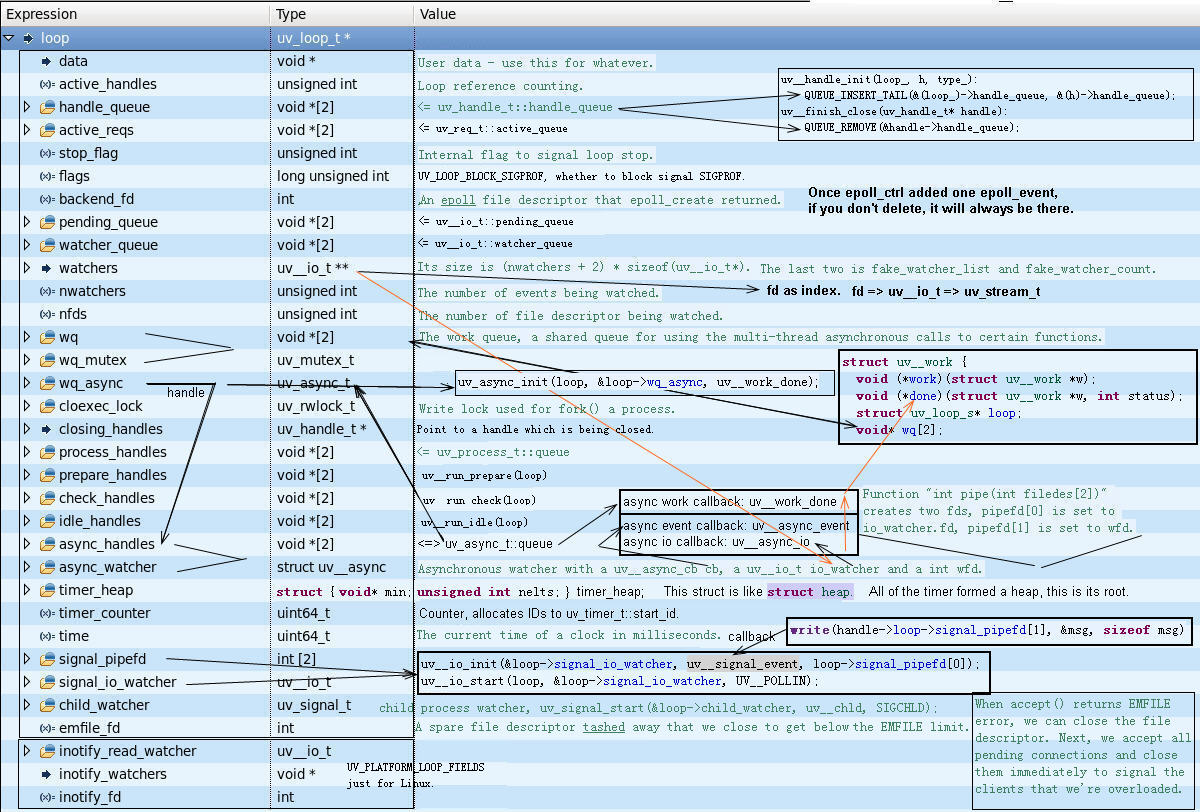 Expression Type Value
loop uv_loop_t *
data void * User data - use this for whatever.
active_handles unsigned int Loop reference counting.
handle_queue void *[2] <= uv_handle_t::handle_queue
active_reqs void *[2] <= uv_req_t::active_queue
stop_flag unsigned int Internal flag to signal loop stop.
flags long unsigned int UV_LOOP_BLOCK_SIGPROF, whether to block signal SIGPROF.
backend_fd int An epoll file descriptor that epoll_create returned.
pending_queue void *[2] <= uv__io_t::pending_queue
watcher_queue void *[2] <= uv__io_t::watcher_queue
watchers uv__io_t ** Its size is (nwatchers + 2) * sizeof(uv__io_t*). The last two is fake_watcher_list and fake_watcher_count.
nwatchers unsigned int The number of events being watched.
nfds unsigned int The number of file descriptor being watched.
wq void *[2] The work queue, a shared queue for using the multi-thread asynchronous calls to certain functions.
wq_mutex uv_mutex_t
wq_async uv_async_t
cloexec_lock uv_rwlock_t Write lock used for fork() a process.
closing_handles uv_handle_t * Point to a handle which is being closed.
process_handles void *[2] <= uv_process_t::queue
prepare_handles void *[2] uv__run_prepare(loop)
check_handles void *[2] uv__run_check(loop)
idle_handles void *[2] uv__run_idle(loop)
async_handles void *[2] <=> uv_async_t::queue
async_watcher struct uv__async Asynchronous watcher with a uv__async_cb cb, a uv__io_t io_watcher and a int wfd.
timer_heap struct { void* min; unsigned int nelts; } timer_heap; This struct is like struct heap. All of the timer formed a heap, this is its root.
timer_counter uint64_t Counter, allocates IDs to uv_timer_t::start_id.
time uint64_t The current time of a clock in milliseconds.
signal_pipefd int [2]
signal_io_watcher uv__io_t
child_watcher uv_signal_t child process watcher, uv_signal_start(&loop->child_watcher, uv__chld, SIGCHLD);
emfile_fd int A spare file descriptor tashed away that we close to get below the EMFILE limit.
inotify_read_watcher uv__io_t
inotify_watchers void *
inotify_fd int
UV_PLATFORM_LOOP_FIELDS
just for Linux.
uv__handle_init(loop_, h, type_):
QUEUE_INSERT_TAIL(&(loop_)->handle_queue, &(h)->handle_queue);
uv__finish_close(uv_handle_t* handle):
QUEUE_REMOVE(&handle->handle_queue);
Once epoll_ctrl added one epoll_event,
if you don't delete, it will always be there.
fd as index. fd => uv__io_t => uv_stream_t
struct uv__work {
void (*work)(struct uv__work *w);
void (*done)(struct uv__work *w, int status);
struct uv_loop_s* loop;
void* wq[2];
handle
uv_async_init(loop, &loop->wq_async, uv__work_done);
async work callback: uv__work_done
async event callback: uv__async_event
async io callback: uv__async_io
Function "int pipe(int filedes[2])"
creates two fds, pipefd[0] is set to
io_watcher.fd, pipefd[1] is set to wfd.
callback
write(handle->loop->signal_pipefd[1], &msg, sizeof msg)
uv__io_init(&loop->signal_io_watcher, uv__signal_event, loop->signal_pipefd[0]);
uv__io_start(loop, &loop->signal_io_watcher, UV__POLLIN);
When accept() returns EMFILE
error, we can close the file
descriptor. Next, we accept all
pending connections and close
them immediately to signal the
clients that we're overloaded.